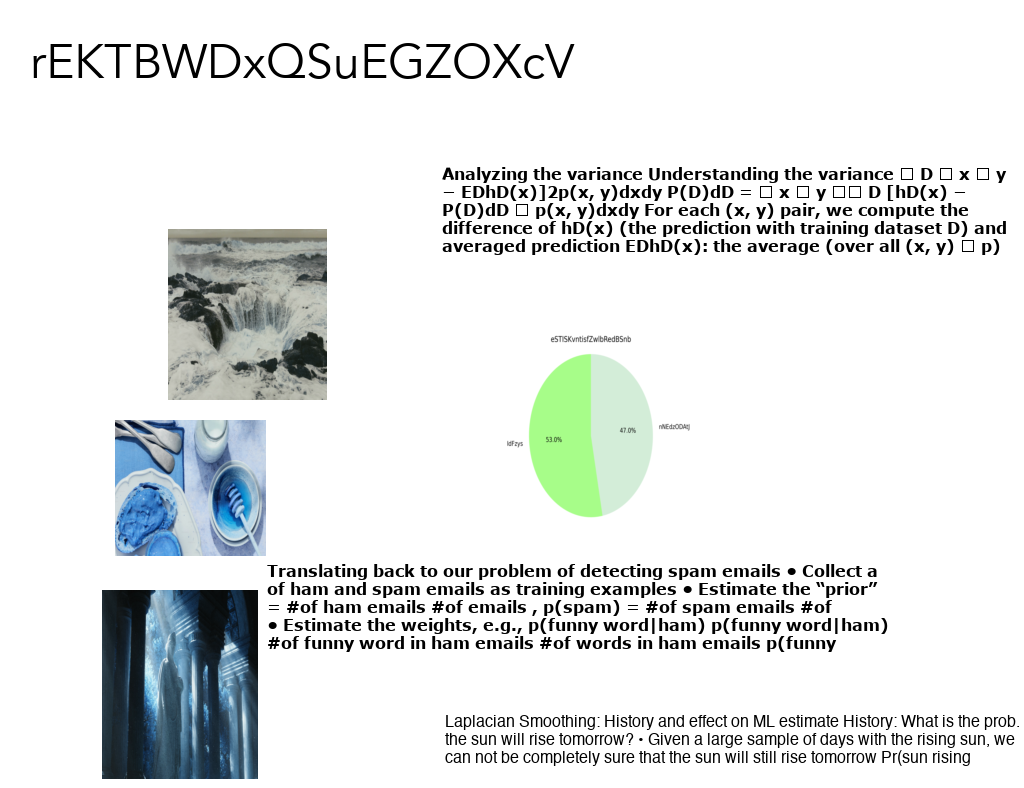 rEKTBWDxQSuEGZOXcV
Analyzing the variance Understanding the variance □ D □ x □ y
− EDhD(x)]2p(x, y)dxdy P(D)dD = □ x □ y □□ D [hD(x) −
P(D)dD □ p(x, y)dxdy For each (x, y) pair, we compute the
difference of hD(x) (the prediction with training dataset D) and
averaged prediction EDhD(x): the average (over all (x, y) □ p)
eSTlSKvntisfZwlbRedBSnb
53.0%
47.0%
nNEdzODAtJ
ldFzys
Translating back to our problem of detecting spam emails • Collect a
of ham and spam emails as training examples • Estimate the “prior”
= #of ham emails #of emails , p(spam) = #of spam emails #of
• Estimate the weights, e.g., p(funny word|ham) p(funny word|ham)
#of funny word in ham emails #of words in ham emails p(funny
Laplacian Smoothing: History and effect on ML estimate History: What is the prob.
the sun will rise tomorrow? • Given a large sample of days with the rising sun, we
can not be completely sure that the sun will still rise tomorrow Pr(sun rising